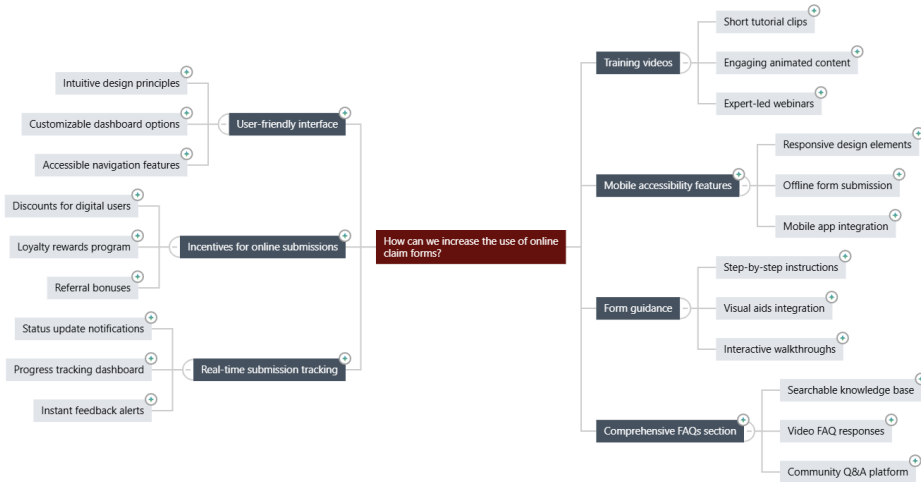 How can we increase the use of online
claim forms?
Training videos
Short tutorial clips
Engaging animated content
Expert-led webinars
Mobile accessibility features
Responsive design elements
Offline form submission
Mobile app integration
Form guidance
Step-by-step instructions
Visual aids integration
Interactive walkthroughs
Comprehensive FAQs section
Searchable knowledge base
Video FAQ responses
Community Q&A platform
User-friendly interface
Intuitive design principles
Customizable dashboard options
Accessible navigation features
Incentives for online submissions
Discounts for digital users
Loyalty rewards program
Referral bonuses
Real-time submission tracking
Status update notifications
Progress tracking dashboard
Instant feedback alerts